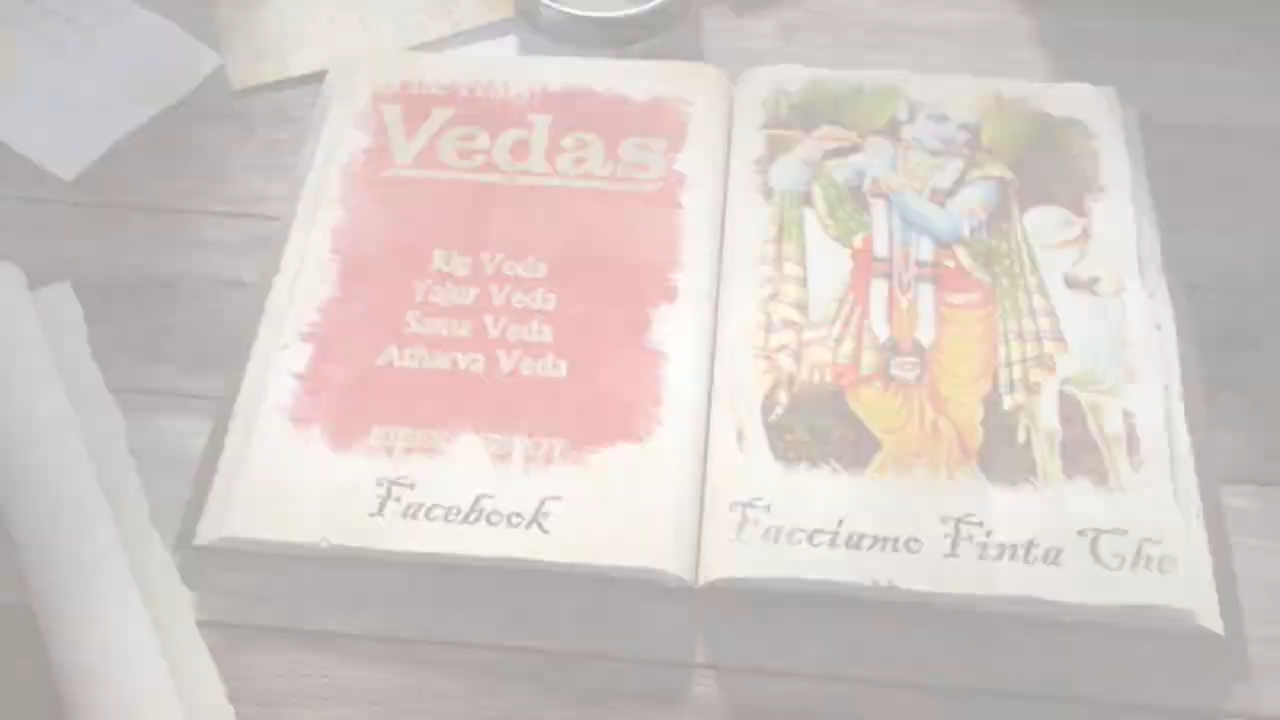 Vedas
Rig Veda
Yajur Veda
Sama Veda
Atharva Veda
Facebook
Facciamo Finta Che